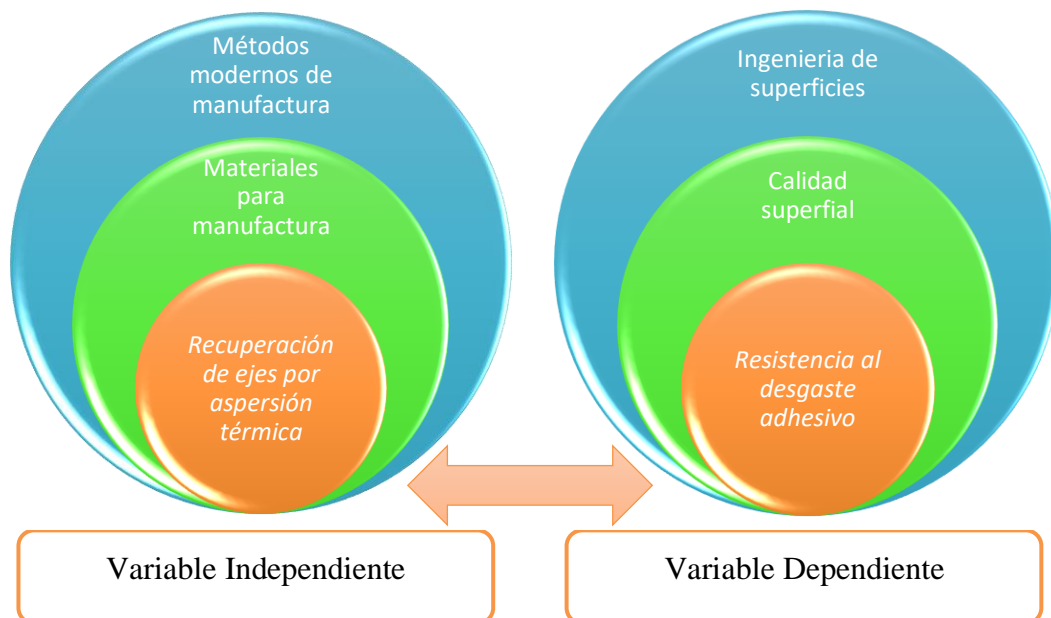 Métodos
modernos de
manufactura
Materiales
para
manufactura
Recuperación
de ejes por
aspersión
térmica
Variable Independiente
Ingenieria de
superficies
Calidad
superfial
Resistencia al
desgaste
adhesivo
Variable Dependiente